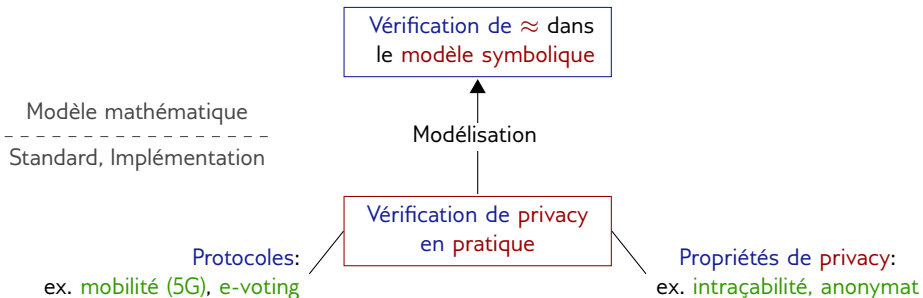 Vérification de ≈ dans
le modèle symbolique
Modèle mathématique
Modélisation
Standard, Implémentation
Vérification de privacy
en pratique
Protocoles:
ex. mobilité (5G), e-voting
Propriétés de privacy:
ex. intraçabilité, anonymat